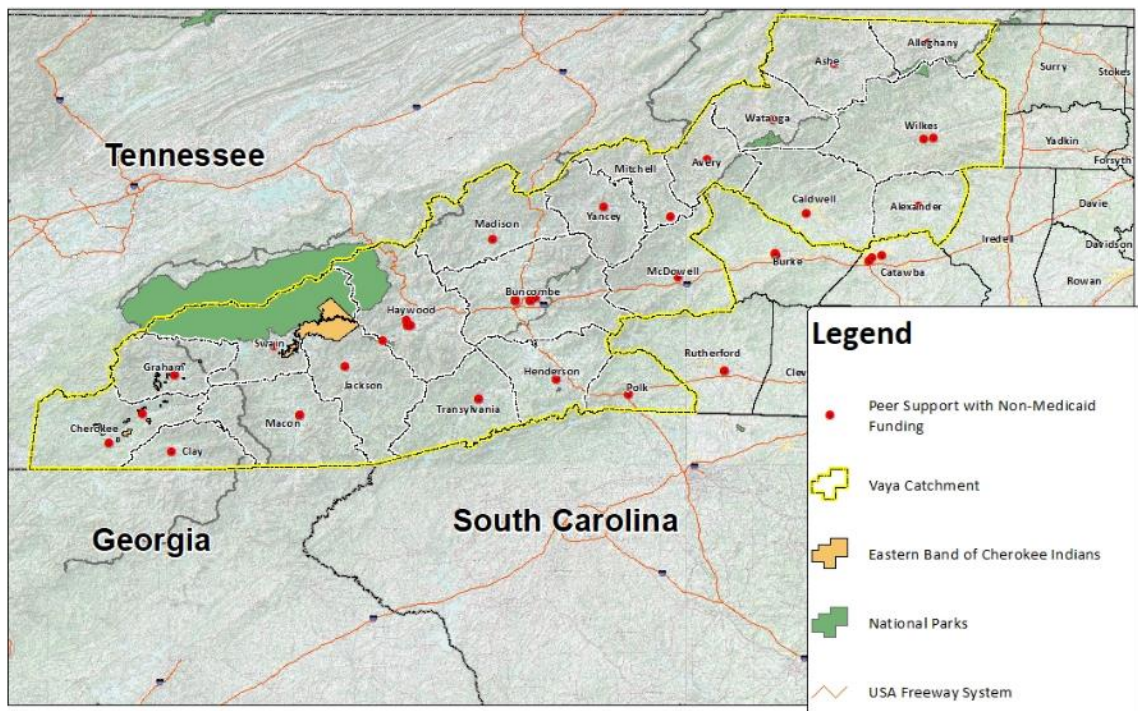 Alleghany
Ashe
Surry
Stokes
Watauga
Wilkes
Yadkin
Forsyth
Tennessee
Mitchell
Avery
Yancey
Caldwell
Alexander
Davie
Madison
Iredell
Davidson
McDowell
Burke
Catawba
Rowan
Buncombe
Haywood
Swain
Graham
Jackson
Henderson
Rutherford
Clev
Polk
Transylvania
Macon
Cherokee
Clay
Georgia
South Carolina
Legend
Peer Support with Non-Medicaid
Funding
Vaya Catchment
Eastern Band of Cherokee Indians
National Parks
USA Freeway System